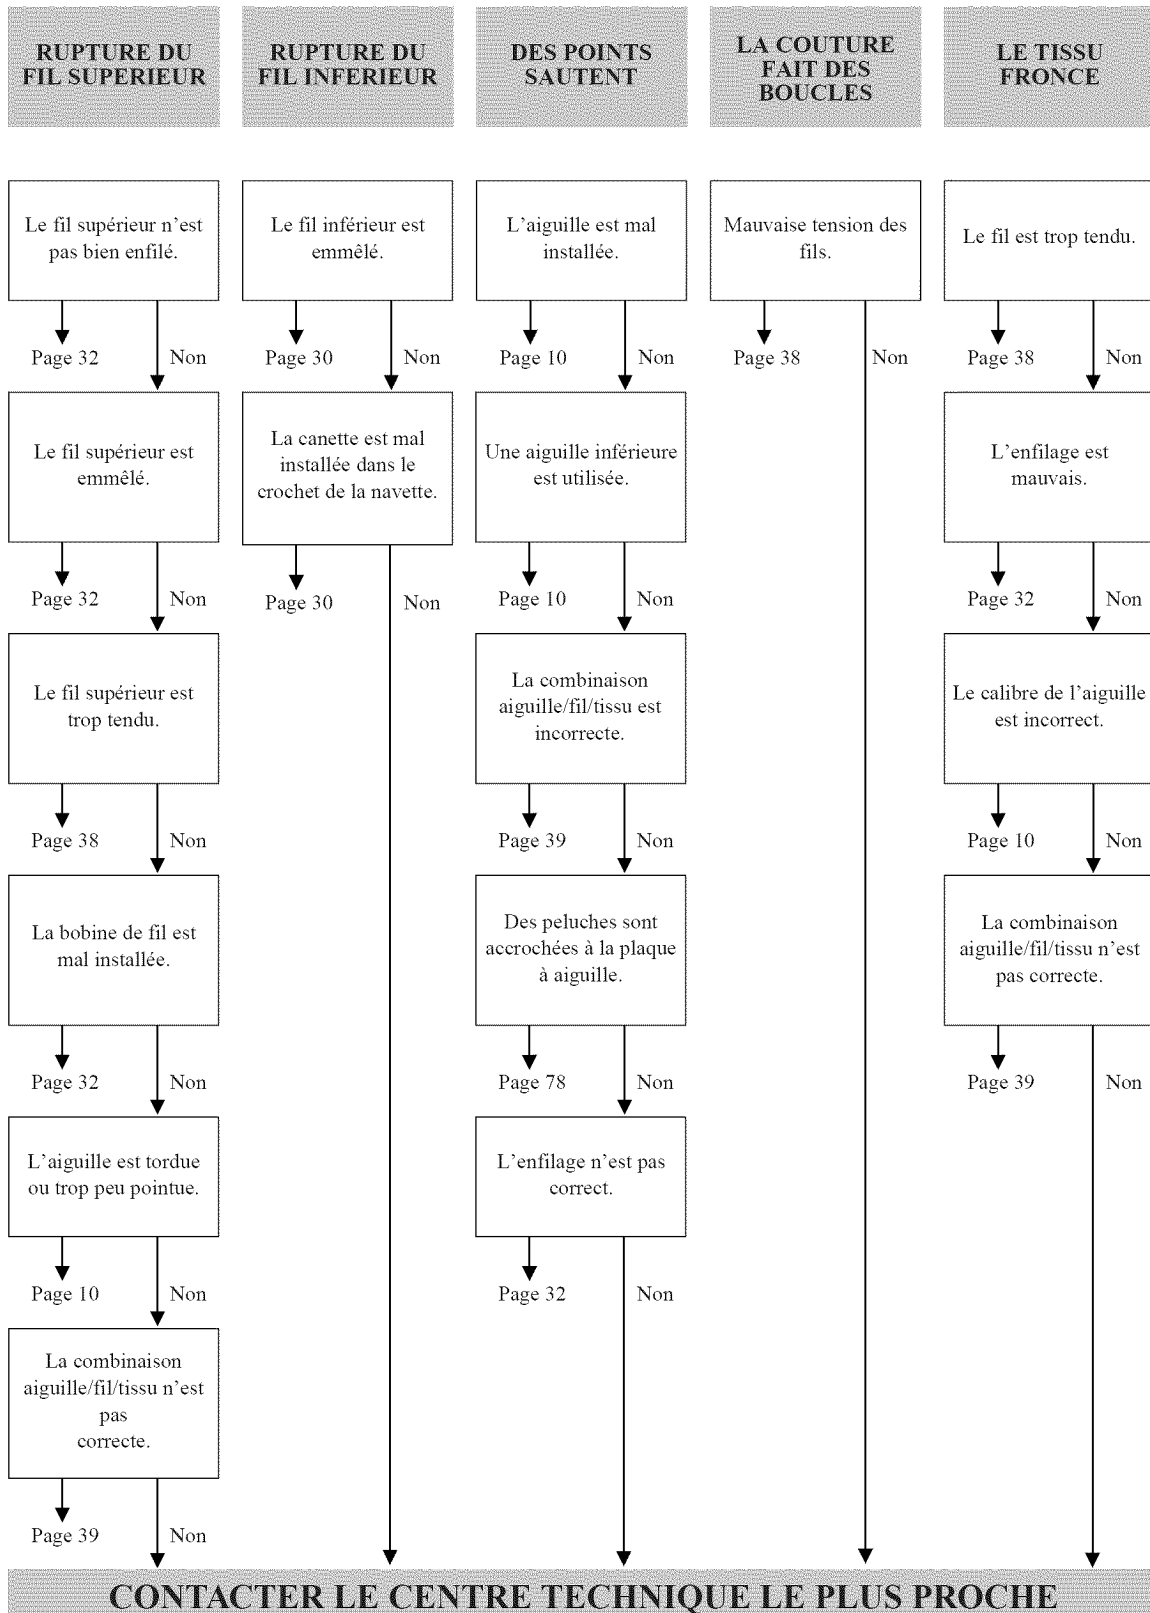 RUPTURE DU
FIL SUPERIEUR
Le fil supérieur n'est
pas bien enfilé.
Page 32
Non
Le fil supérieur est
emmêlé.
Page 32
Non
Le fil supérieur est
trop tendu.
Page 38
Non
La bobine de fil est
mal installée.
Page 32
Non
L'aiguille est tordue
ou trop peu pointue.
Page 10
Non
La combinaison
aiguille/fil/tissu n'est
pas
correcte.
Page 39
Non
RUPTURE DU
FIL INFERIEUR
Le fil inférieur est
emmêlé.
Page 30
Non
La canette est mal
installée dans le
crochet de la navette.
Page 30
Non
DES POINTS
SAUTENT
L'aiguille est mal
installée.
Page 10
Non
Une aiguille inférieure
est utilisée.
Page 10
Non
La combinaison
aiguille/fil/tissu est
incorrecte.
Page 39
Non
Des peluches sont
accrochées à la plaque
à aiguille.
Page 78
Non
L'enfilage n'est pas
correct.
Page 32
Non
LA COUTURE
FAIT DES
BOUCLES
Mauvaise tension des
fils.
Page 38
Non
LE TISSU
FRONCE
Le fil est trop tendu.
Page 38
Non
L'enfilage est
mauvais.
Page 32
Non
Le calibre de l'aiguille
est incorrect.
Page 10
Non
La combinaison
aiguille/fil/tissu n'est
pas correcte.
Page 39
Non
CONTACTER LE CENTRE TECHNIQUE LE PLUS PROCHE